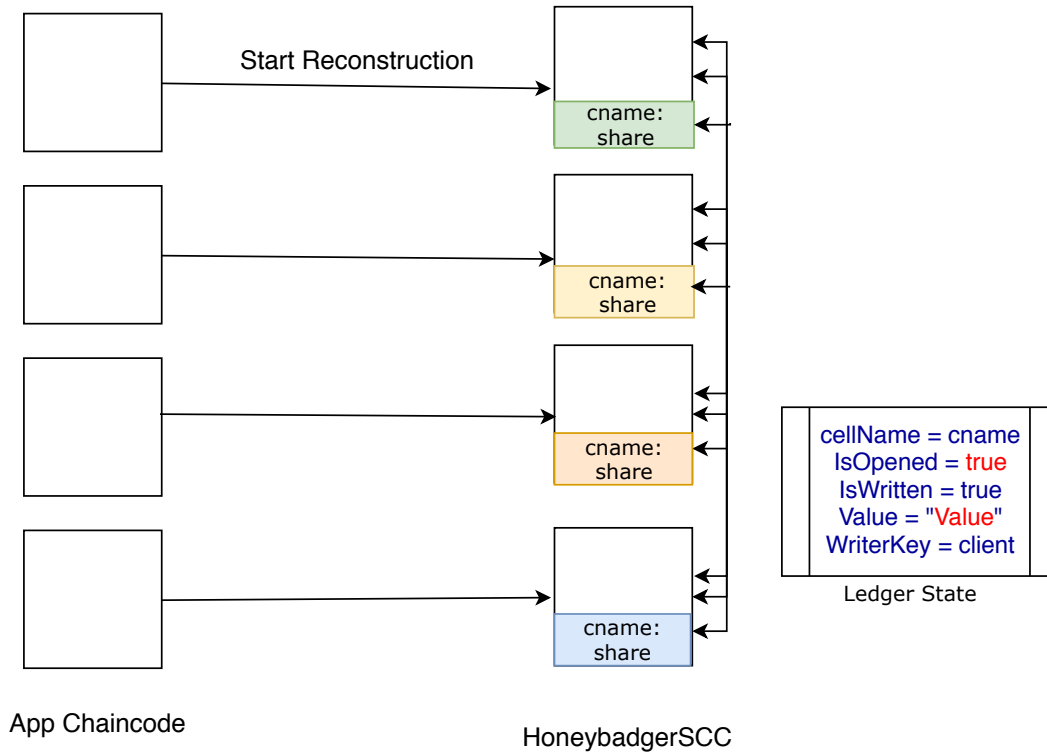 Start Reconstruction
cname:
share
cname:
share
cname:
share
cname:
share
cellName = cname
IsOpened = true
IsWritten = true
Value = "Value"
WriterKey = client
Ledger State
App Chaincode
HoneybadgerSCC